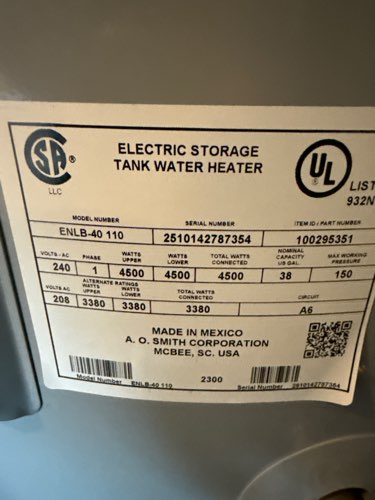 CSA ®
LLC
ELECTRIC STORAGE
TANK WATER HEATER
UL
LIST
932N
MODEL NUMBER SERIAL NUMBER ITEM ID / PART NUMBER
ENLB-40 110 2510142787354 100295351
VOLTS - AC PHASE WATTS UPPER WATTS LOWER TOTAL WATTS CONNECTED NOMINAL CAPACITY US GAL. MAX WORKING PRESSURE
240 1 4500 4500 4500 38 150
VOLTS - AC ALTERNATE RATINGS WATTS UPPER WATTS LOWER TOTAL WATTS CONNECTED CIRCUIT
208 3380 3380 3380 A6
MADE IN MEXICO
A. O. SMITH CORPORATION
MCBEE, SC. USA
2300
Model Number ENLB-40 110 Serial Number 2510142787354